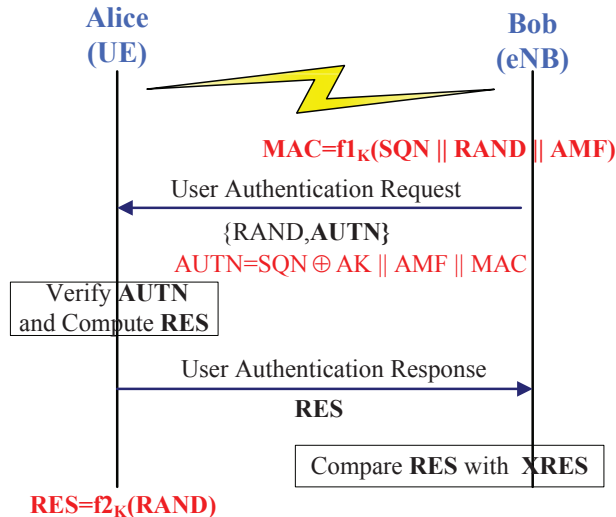 Alice
(UE)
Bob
(eNB)
MAC=f1K(SQN || RAND || AMF)
User Authentication Request
{RAND,AUTN}
AUTN=SQN ⊕ AK || AMF || MAC
Verify AUTN
and Compute RES
User Authentication Response
RES
Compare RES with XRES
RES=f2K(RAND)